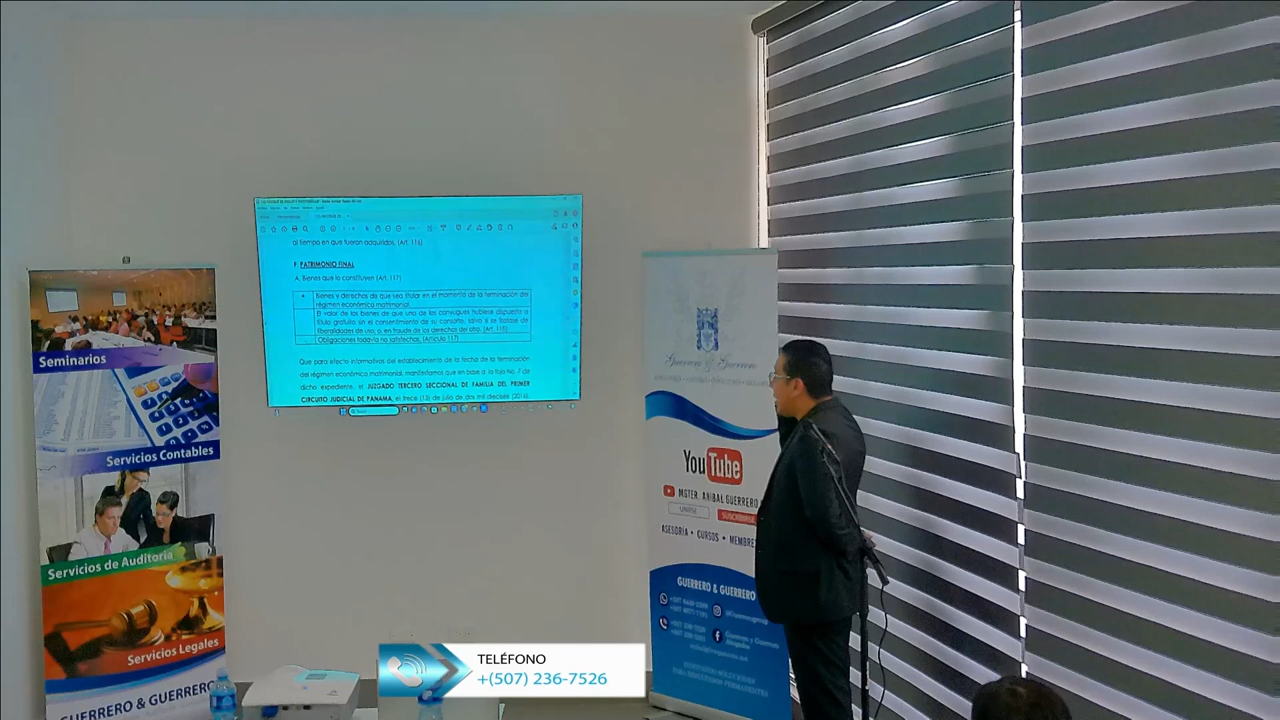 al tiempo en que fueron adquiridos. (Art. 116)
F. PATRIMONIO FINAL
A. Bienes que lo constituyen (Art. 117)
Bienes y derechos de que sea titular en el momento de la terminación del
régimen económico matrimonial.
El valor de los bienes de que uno de los cónyuges hubiese dispuesto a
título gratuito sin el consentimiento de su consorte, salvo si se tratase de
liberalidades de uso, o, en fraude de los derechos del otro. (Art. 118)
Obligaciones todavía no satisfechas. (Artículo 117)
Que para efecto informativos del establecimiento de la fecha de la terminación
del régimen económico matrimonial, manifestamos que en base a la foja No. 7 de
dicho expediente, el JUZGADO TERCERO SECCIONAL DE FAMILIA DEL PRIMER
CIRCUITO JUDICIAL DE PANAMA, el trece (13) de julio de dos mil dieciséis (2016),
Seminarios
Servicios Contables
Servicios de Auditoría
Servicios Legales
GUERRERO & GUERRERO
Guerrero & Guerrero
YouTube
MGTER. ANÍBAL GUERRERO
UNIRSE
SUSCRIBIRSE
ASESORÍA • CURSOS •
GUERRERO & GUERRERO
TELÉFONO
+(507) 236-7526